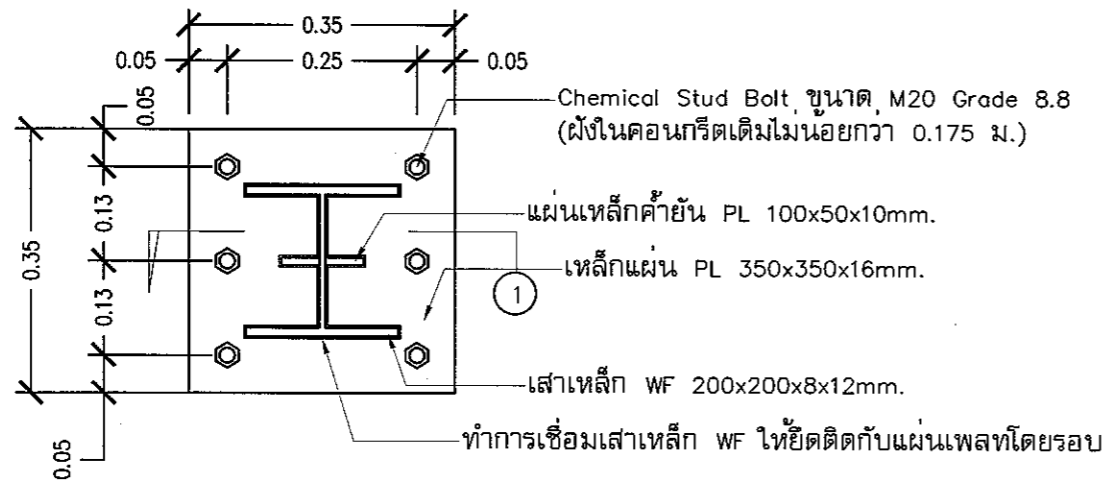 0.35
0.05 0.25 0.05
0.05
Chemical Stud Bolt ขนาด M20 Grade 8.8
(ฝังในคอนกรีตเดิมไม่น้อยกว่า 0.175 ม.)
0.13
แผ่นเหล็กค้ำยัน PL 100x50x10mm.
0.35
เหล็กแผ่น PL 350x350x16mm.
1
0.13
เสาเหล็ก WF 200x200x8x12mm.
ทำการเชื่อมเสาเหล็ก WF ให้ยึดติดกับแผ่นเพลทโดยรอบ
0.05